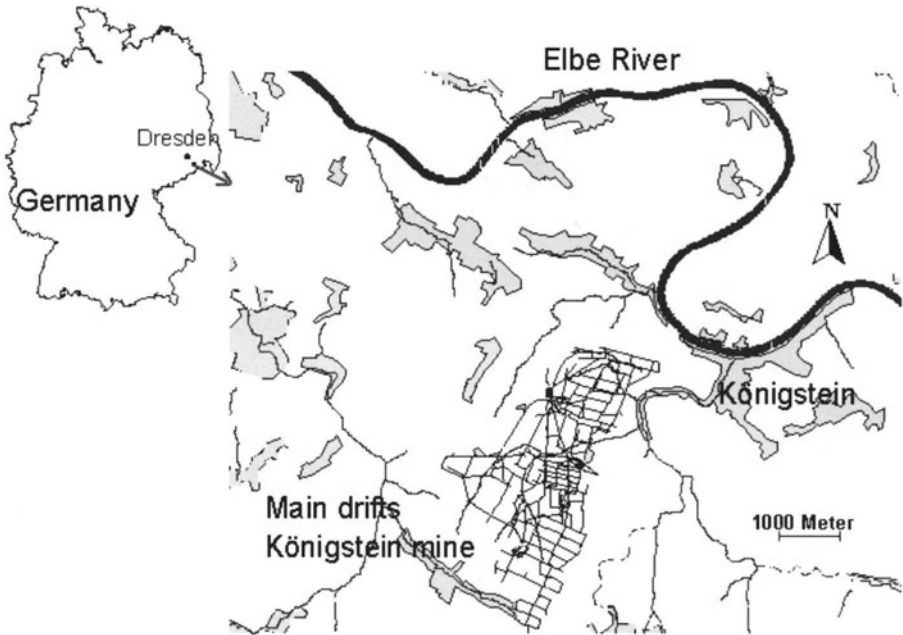 Elbe River
Dresden
Germany
N
Königstein
Main drifts
Königstein mine
1000 Meter